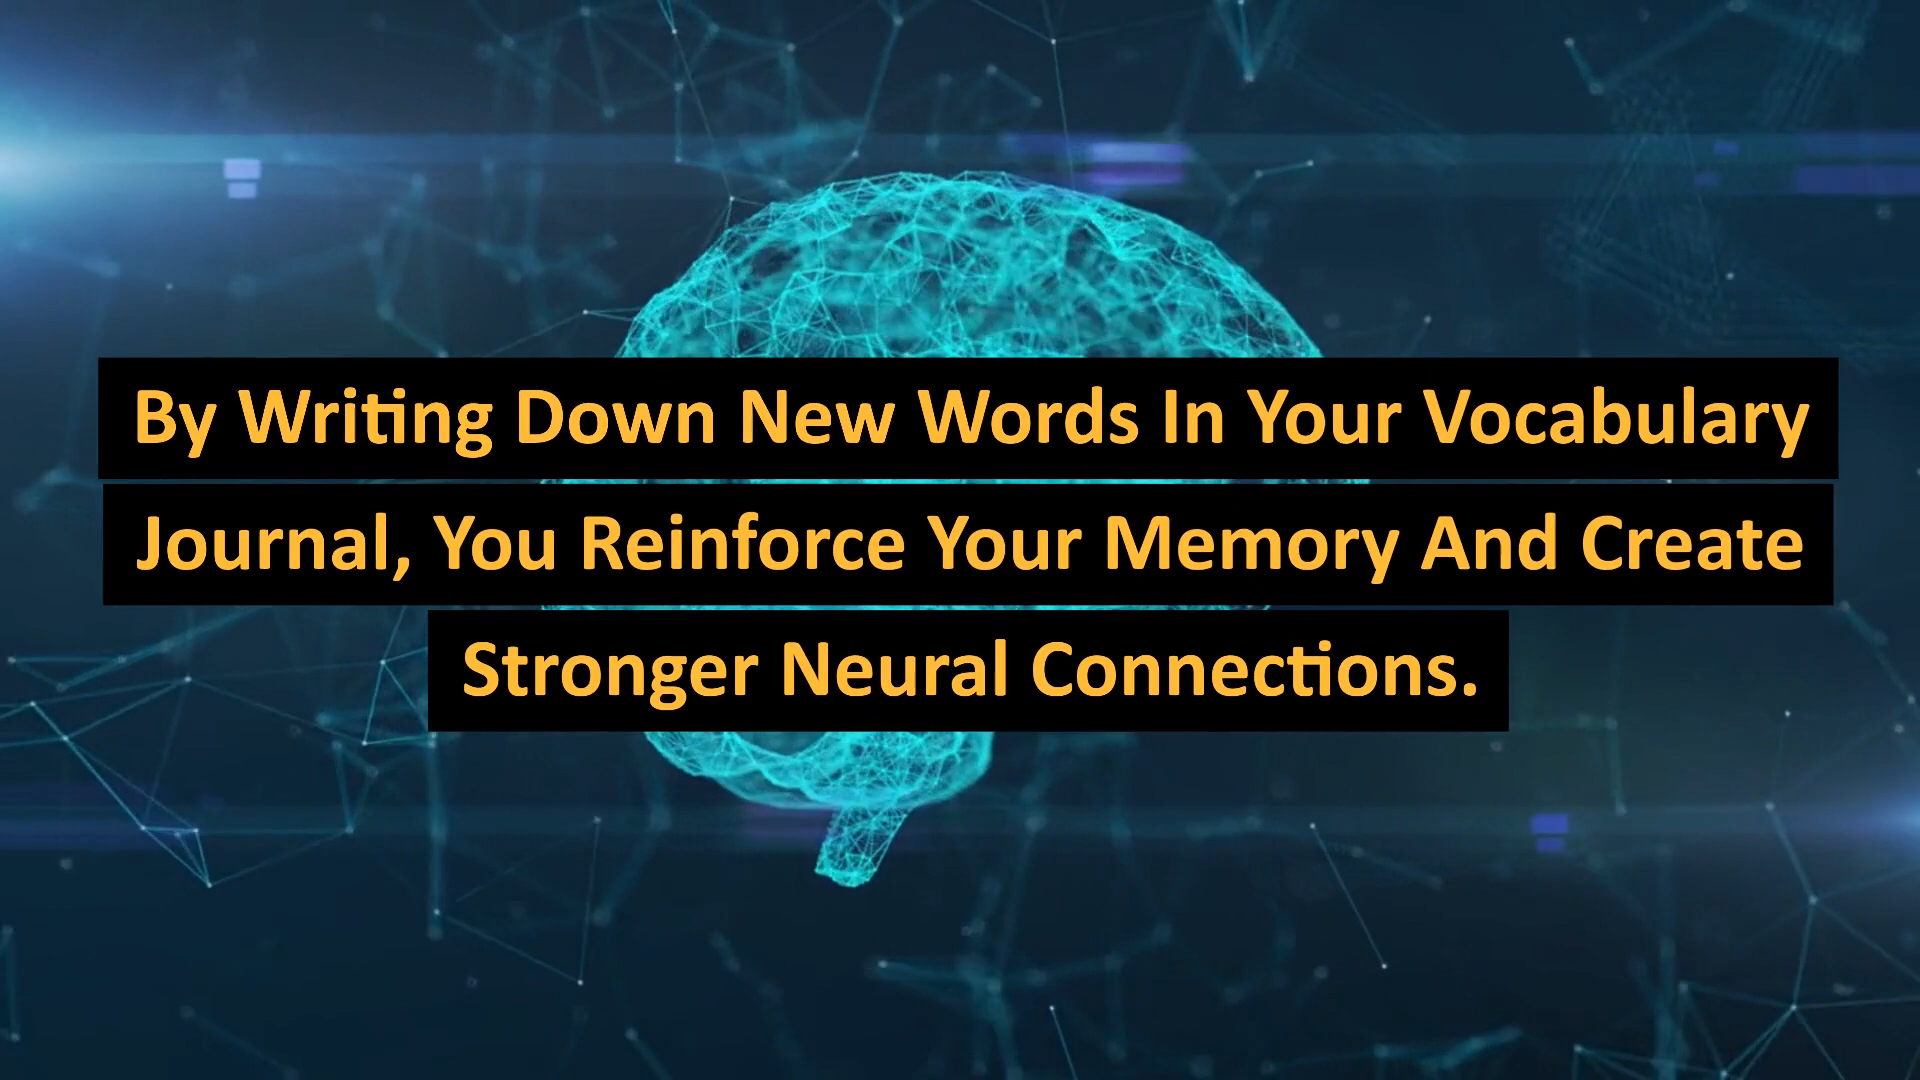 By Writing Down New Words In Your Vocabulary
Journal, You Reinforce Your Memory And Create
Stronger Neural Connections.